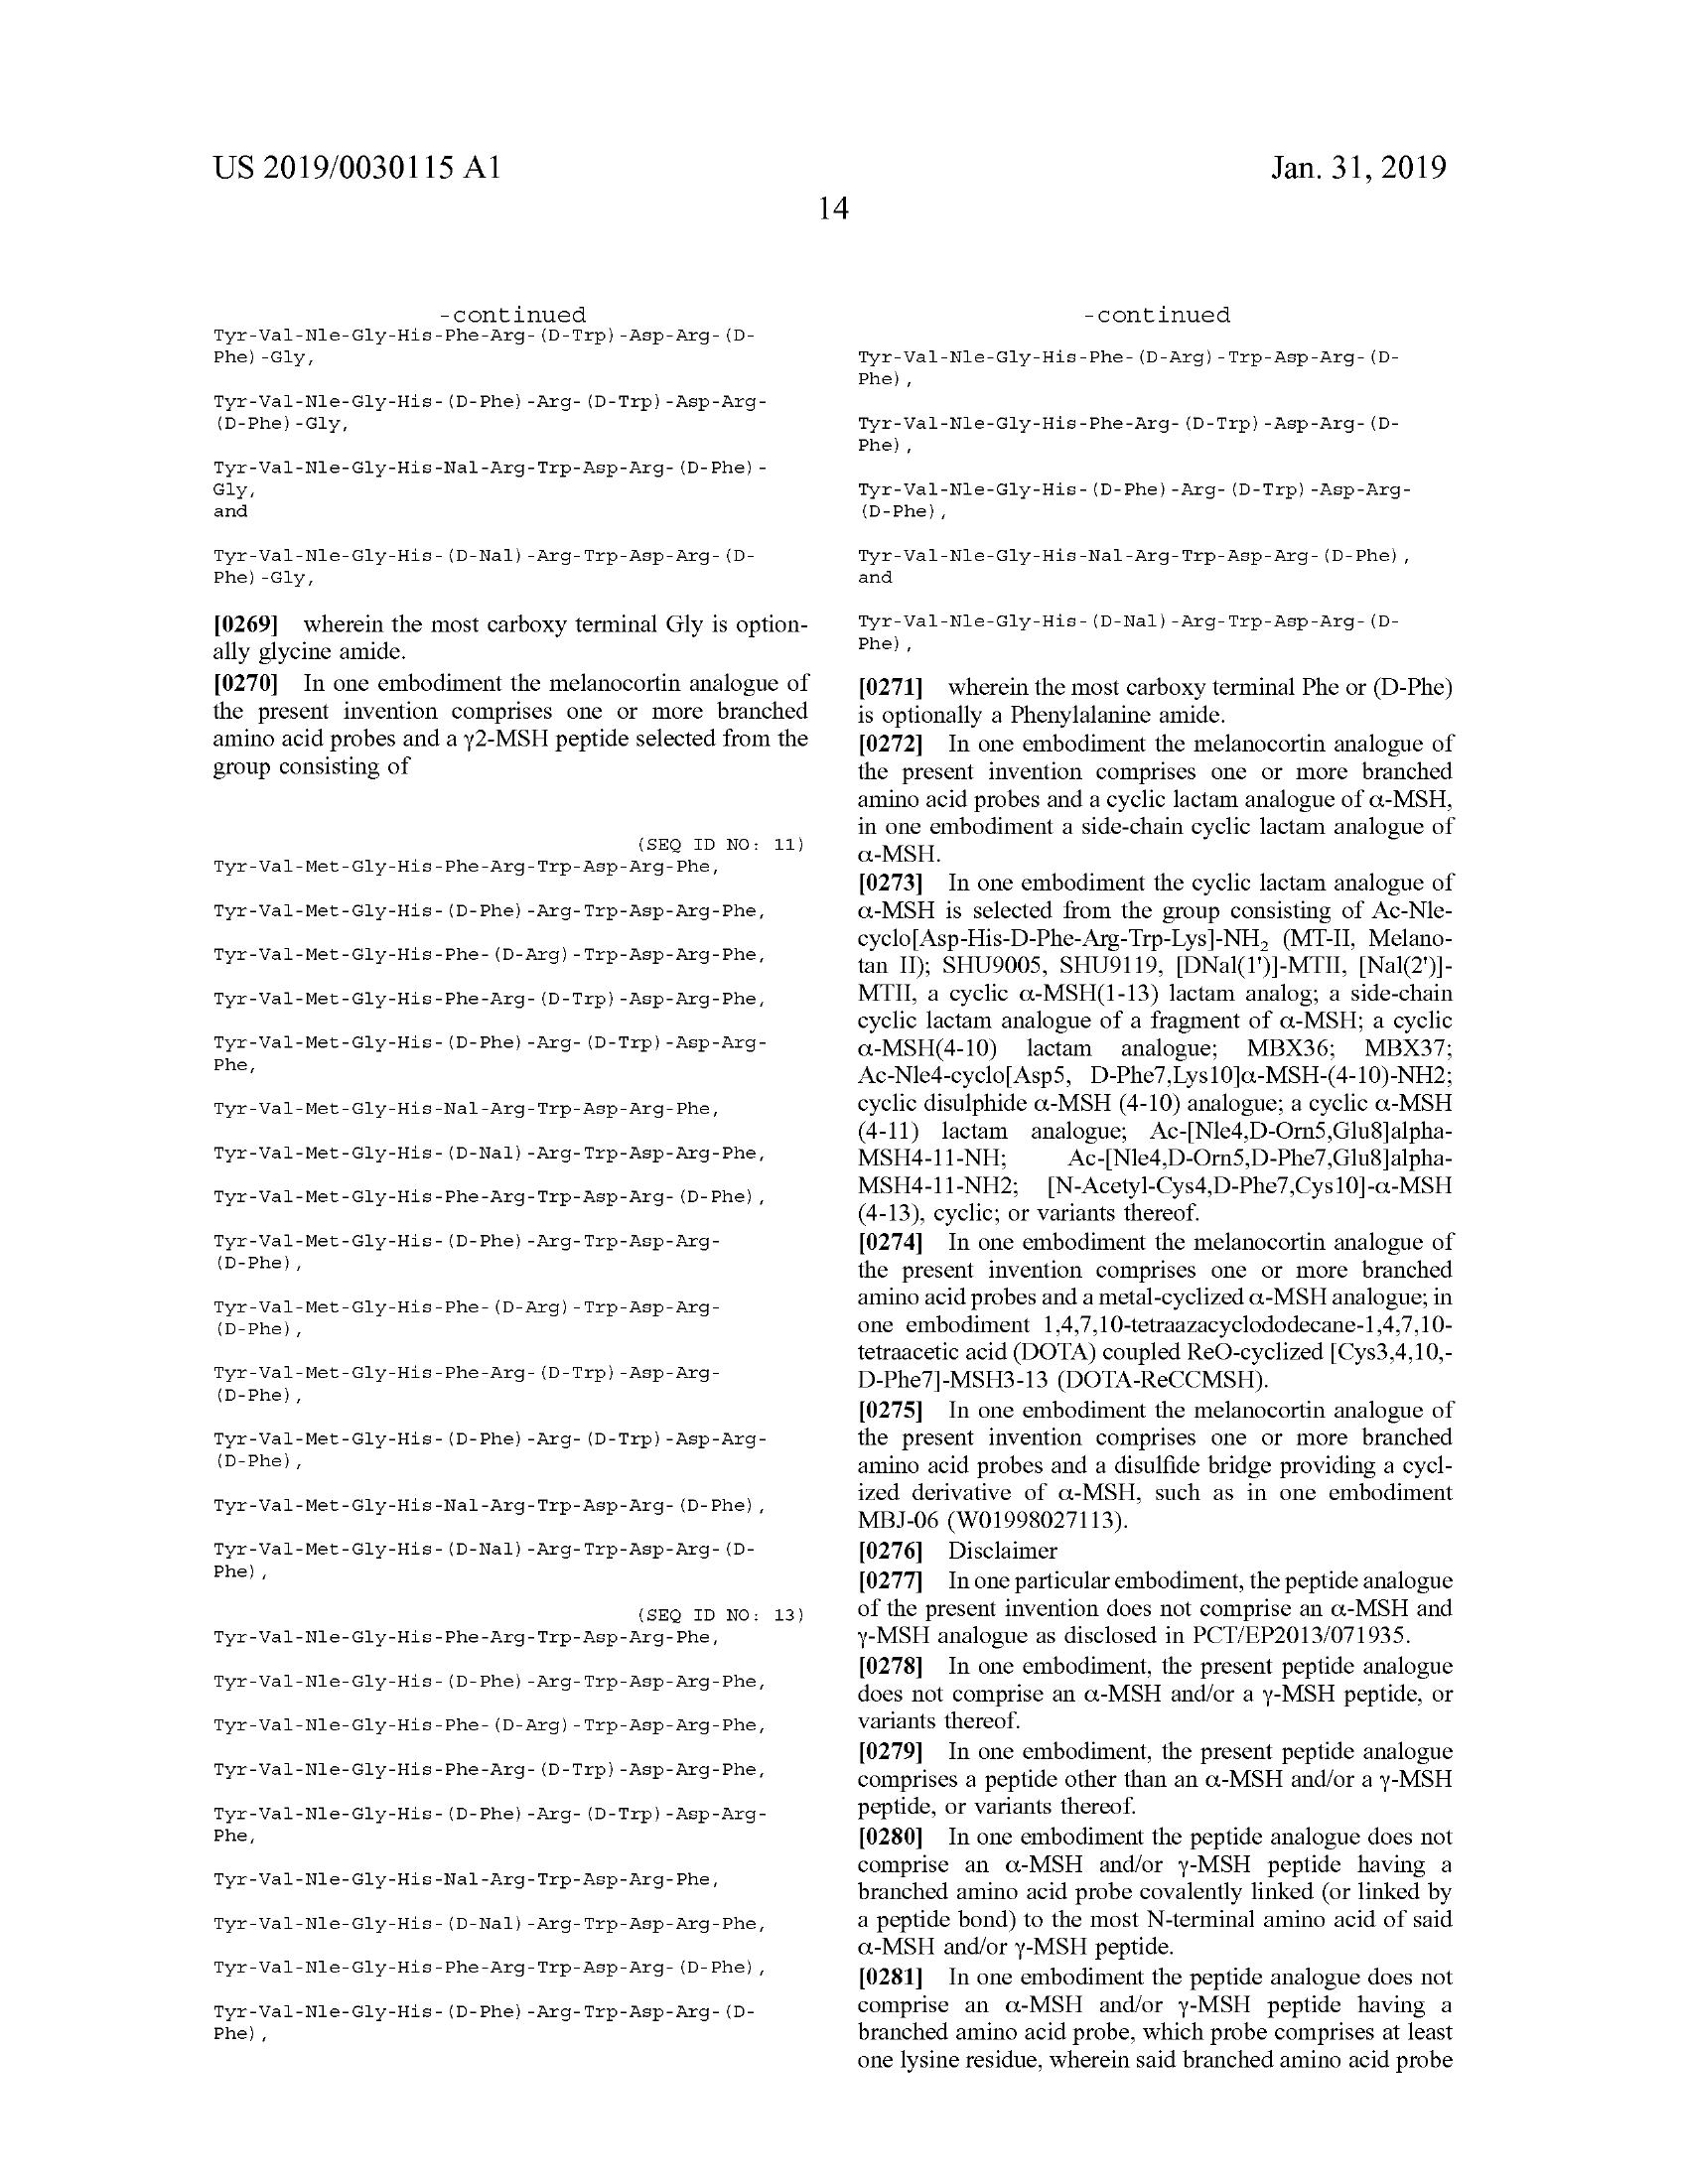 US 2019/0030115 A1
Jan. 31, 2019
14
-continued
Tyr-Val-Nle-Gly-His-Phe-Arg-(D-Trp)-Asp-Arg-(D-
Phe)-Gly,
Tyr-Val-Nle-Gly-His-(D-Phe)-Arg-(D-Trp)-Asp-Arg-
(D-Phe)-Gly,
Tyr-Val-Nle-Gly-His-Nal-Arg-Trp-Asp-Arg-(D-Phe)-
Gly,
and
Tyr-Val-Nle-Gly-His-(D-Nal)-Arg-Trp-Asp-Arg-(D-
Phe)-Gly,
[0269] wherein the most carboxy terminal Gly is option-
ally glycine amide.
[0270] In one embodiment the melanocortin analogue of
the present invention comprises one or more branched
amino acid probes and a γ2-MSH peptide selected from the
group consisting of
(SEQ ID NO: 11)
Tyr-Val-Met-Gly-His-Phe-Arg-Trp-Asp-Arg-Phe,
Tyr-Val-Met-Gly-His-(D-Phe)-Arg-Trp-Asp-Arg-Phe,
Tyr-Val-Met-Gly-His-Phe-(D-Arg)-Trp-Asp-Arg-Phe,
Tyr-Val-Met-Gly-His-Phe-Arg-(D-Trp)-Asp-Arg-Phe,
Tyr-Val-Met-Gly-His-(D-Phe)-Arg-(D-Trp)-Asp-Arg-
Phe,
Tyr-Val-Met-Gly-His-Nal-Arg-Trp-Asp-Arg-Phe,
Tyr-Val-Met-Gly-His-(D-Nal)-Arg-Trp-Asp-Arg-Phe,
Tyr-Val-Met-Gly-His-Phe-Arg-Trp-Asp-Arg-(D-Phe),
Tyr-Val-Met-Gly-His-(D-Phe)-Arg-Trp-Asp-Arg-
(D-Phe),
Tyr-Val-Met-Gly-His-Phe-(D-Arg)-Trp-Asp-Arg-
(D-Phe),
Tyr-Val-Met-Gly-His-Phe-Arg-(D-Trp)-Asp-Arg-
(D-Phe),
Tyr-Val-Met-Gly-His-(D-Phe)-Arg-(D-Trp)-Asp-Arg-
(D-Phe),
Tyr-Val-Met-Gly-His-Nal-Arg-Trp-Asp-Arg-(D-Phe),
Tyr-Val-Met-Gly-His-(D-Nal)-Arg-Trp-Asp-Arg-(D-
Phe),
(SEQ ID NO: 13)
Tyr-Val-Nle-Gly-His-Phe-Arg-Trp-Asp-Arg-Phe,
Tyr-Val-Nle-Gly-His-(D-Phe)-Arg-Trp-Asp-Arg-Phe,
Tyr-Val-Nle-Gly-His-Phe-(D-Arg)-Trp-Asp-Arg-Phe,
Tyr-Val-Nle-Gly-His-Phe-Arg-(D-Trp)-Asp-Arg-Phe,
Tyr-Val-Nle-Gly-His-(D-Phe)-Arg-(D-Trp)-Asp-Arg-
Phe,
Tyr-Val-Nle-Gly-His-Nal-Arg-Trp-Asp-Arg-Phe,
Tyr-Val-Nle-Gly-His-(D-Nal)-Arg-Trp-Asp-Arg-Phe,
Tyr-Val-Nle-Gly-His-Phe-Arg-Trp-Asp-Arg-(D-Phe),
Tyr-Val-Nle-Gly-His-(D-Phe)-Arg-Trp-Asp-Arg-(D-
Phe),
-continued
Tyr-Val-Nle-Gly-His-Phe-(D-Arg)-Trp-Asp-Arg-(D-
Phe),
Tyr-Val-Nle-Gly-His-Phe-Arg-(D-Trp)-Asp-Arg-(D-
Phe),
Tyr-Val-Nle-Gly-His-(D-Phe)-Arg-(D-Trp)-Asp-Arg-
(D-Phe),
Tyr-Val-Nle-Gly-His-Nal-Arg-Trp-Asp-Arg-(D-Phe),
and
Tyr-Val-Nle-Gly-His-(D-Nal)-Arg-Trp-Asp-Arg-(D-
Phe),
[0271] wherein the most carboxy terminal Phe or (D-Phe)
is optionally a Phenylalanine amide.
[0272] In one embodiment the melanocortin analogue of
the present invention comprises one or more branched
amino acid probes and a cyclic lactam analogue of α-MSH,
in one embodiment a side-chain cyclic lactam analogue of
α-MSH.
[0273] In one embodiment the cyclic lactam analogue of
α-MSH is selected from the group consisting of Ac-Nle-
cyclo[Asp-His-D-Phe-Arg-Trp-Lys]-NH₂ (MT-II, Melano-
tan II); SHU9005, SHU9119, [DNal(1')]-MTII, [Nal(2')]-
MTII, a cyclic α-MSH(1-13) lactam analog; a side-chain
cyclic lactam analogue of a fragment of α-MSH; a cyclic
α-MSH(4-10) lactam analogue; MBX36; MBX37;
Ac-Nle4-cyclo[Asp5, D-Phe7,Lys10]α-MSH-(4-10)-NH2;
cyclic disulphide α-MSH (4-10) analogue; a cyclic α-MSH
(4-11) lactam analogue; Ac-[Nle4,D-Orn5,Glu8]alpha-
MSH4-11-NH; Ac-[Nle4,D-Orn5,D-Phe7,Glu8]alpha-
MSH4-11-NH2; [N-Acetyl-Cys4,D-Phe7,Cys10]-α-MSH
(4-13), cyclic; or variants thereof.
[0274] In one embodiment the melanocortin analogue of
the present invention comprises one or more branched
amino acid probes and a metal-cyclized α-MSH analogue; in
one embodiment 1,4,7,10-tetraazacyclododecane-1,4,7,10-
tetraacetic acid (DOTA) coupled ReO-cyclized [Cys3,4,10,-
D-Phe7]-MSH3-13 (DOTA-ReCCMSH).
[0275] In one embodiment the melanocortin analogue of
the present invention comprises one or more branched
amino acid probes and a disulfide bridge providing a cycl-
ized derivative of α-MSH, such as in one embodiment
MBJ-06 (W01998027113).
[0276] Disclaimer
[0277] In one particular embodiment, the peptide analogue
of the present invention does not comprise an α-MSH and
γ-MSH analogue as disclosed in PCT/EP2013/071935.
[0278] In one embodiment, the present peptide analogue
does not comprise an α-MSH and/or a γ-MSH peptide, or
variants thereof.
[0279] In one embodiment, the present peptide analogue
comprises a peptide other than an α-MSH and/or a γ-MSH
peptide, or variants thereof.
[0280] In one embodiment the peptide analogue does not
comprise an α-MSH and/or γ-MSH peptide having a
branched amino acid probe covalently linked (or linked by
a peptide bond) to the most N-terminal amino acid of said
α-MSH and/or γ-MSH peptide.
[0281] In one embodiment the peptide analogue does not
comprise an α-MSH and/or γ-MSH peptide having a
branched amino acid probe, which probe comprises at least
one lysine residue, wherein said branched amino acid probe